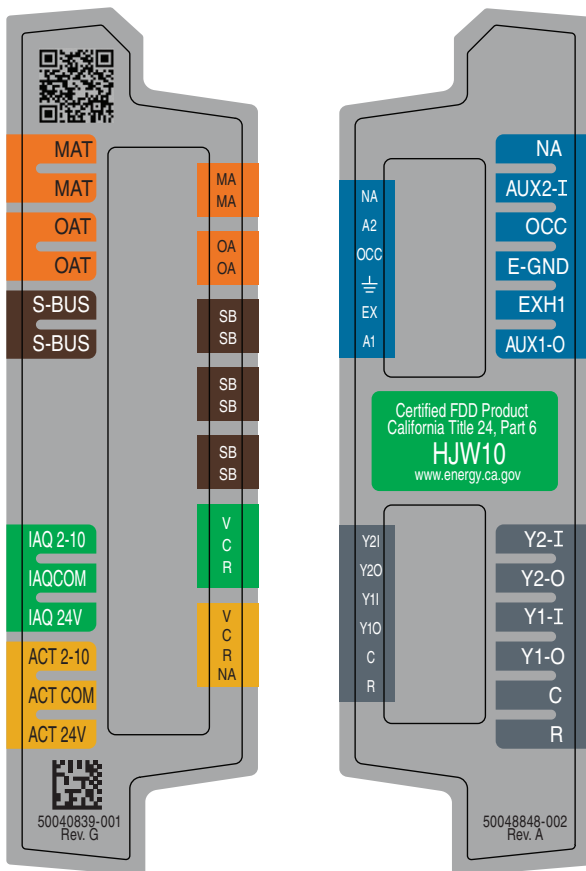 MAT
MAT
OAT
OAT
S-BUS
S-BUS
IAQ 2-10
IAQCOM
IAQ 24V
ACT 2-10
ACT COM
ACT 24V
50040839-001
Rev. G
MA
MA
OA
OA
SB
SB
SB
SB
SB
SB
V
C
R
V
C
R
NA
NA
A2
OCC
EX
A1
NA
AUX2-I
OCC
E-GND
EXH1
AUX1-O
Certified FDD Product
California Title 24, Part 6
HJW10
www.energy.ca.gov
Y2I
Y2O
Y1I
Y1O
C
R
Y2-I
Y2-O
Y1-I
Y1-O
C
R
50048848-002
Rev. A